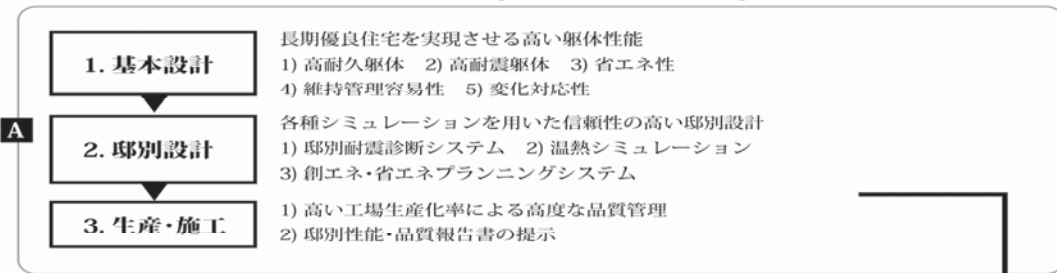 長期優良住宅を実現させる高い躯体性能
1. 基本設計
1) 高耐久躯体 2) 高耐震躯体 3) 省エネ性
4) 維持管理容易性 5) 変化対応性
A
各種シミュレーションを用いた信頼性の高い邸別設計
2. 邸別設計
1) 邸別耐震診断システム 2) 温熱シミュレーション
3) 創エネ・省エネプランニングシステム
3. 生産・施工
1) 高い工場生産化率による高度な品質管理
2) 邸別性能・品質報告書の提示